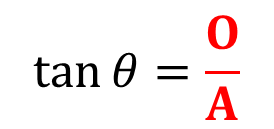 tan θ = O/A